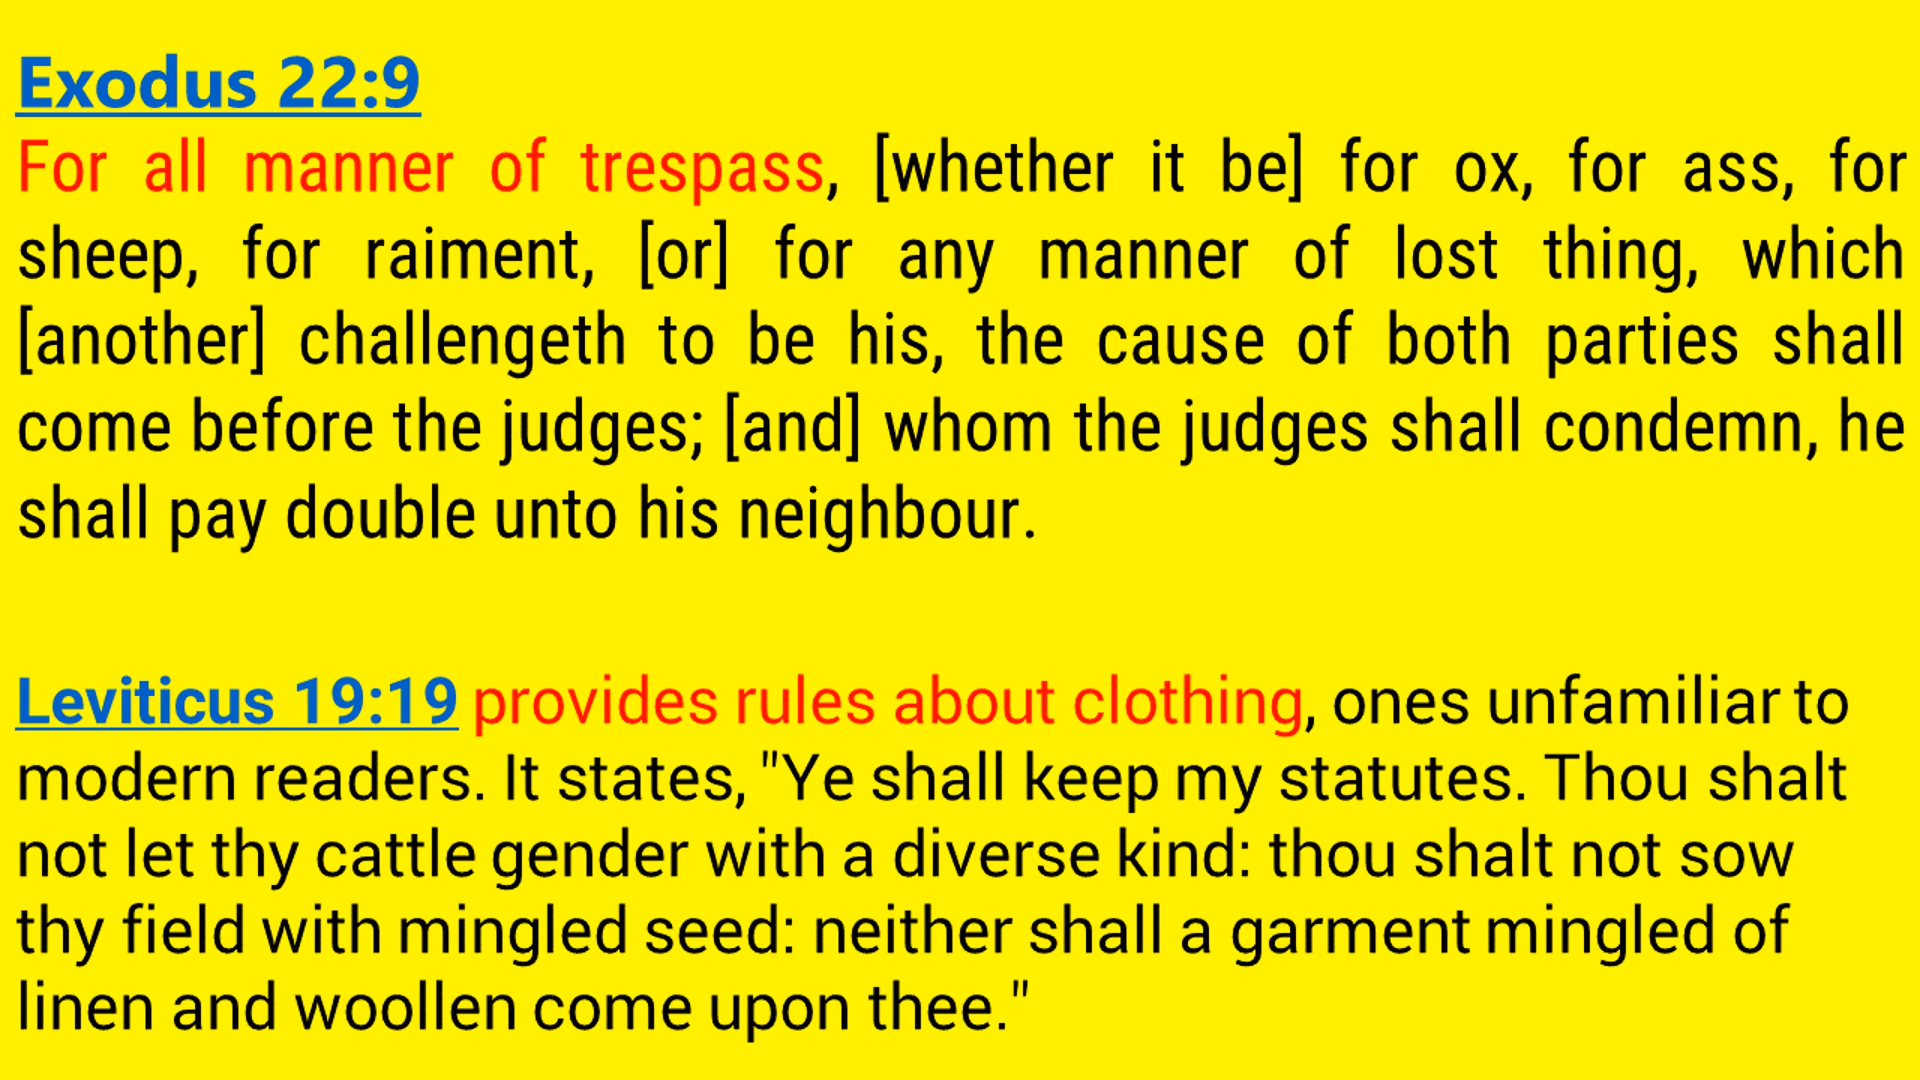 Exodus 22:9
For all manner of trespass, [whether it be] for ox, for ass, for
sheep, for raiment, [or] for any manner of lost thing, which
[another] challengeth to be his, the cause of both parties shall
come before the judges; [and] whom the judges shall condemn, he
shall pay double unto his neighbour.
Leviticus 19:19 provides rules about clothing, ones unfamiliar to
modern readers. It states, "Ye shall keep my statutes. Thou shalt
not let thy cattle gender with a diverse kind: thou shalt not sow
thy field with mingled seed: neither shall a garment mingled of
linen and woollen come upon thee."